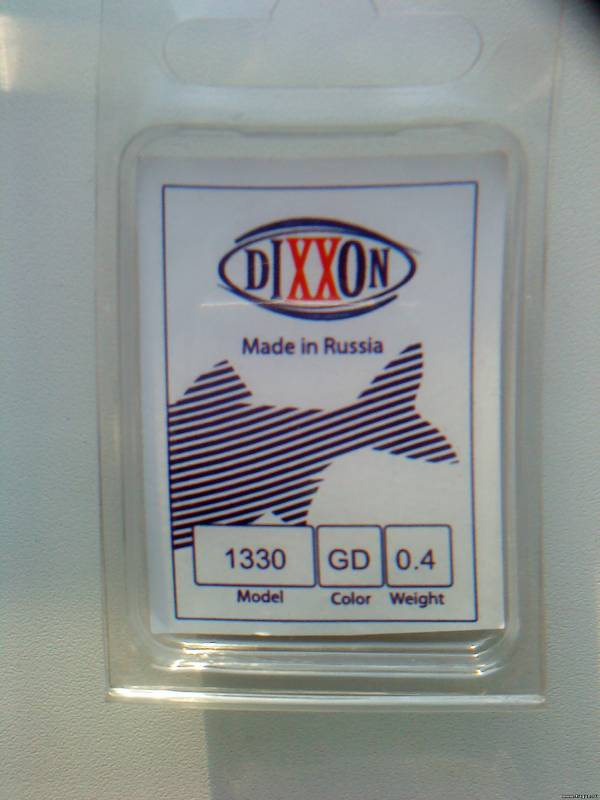 DIXXON
Made in Russia
1330 GD 0.4
Model Color Weight